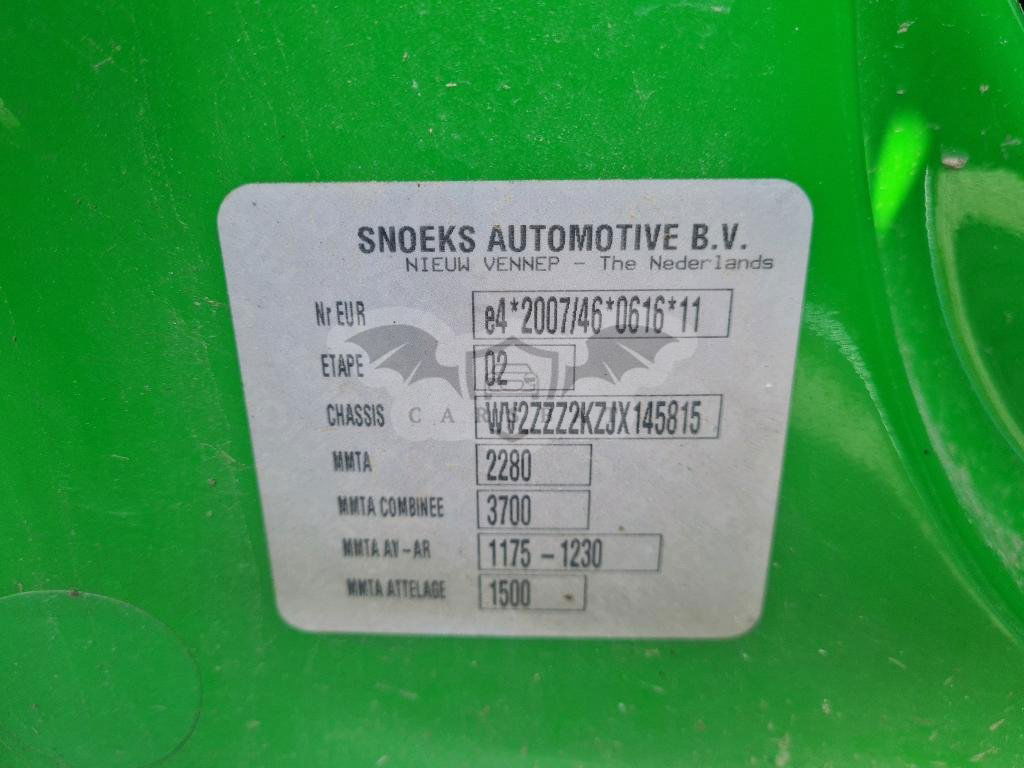 SNOEKS AUTOMOTIVE B.V.
NIEUW VENNEP - The Nederlands
Nr EUR e4*2007/46*0616*11
ETAPE 02
CHASSIS WV2ZZZ2KZJX145815
MMTA 2280
MMTA COMBINEE 3700
MMTA AV-AR 1175 - 1230
MMTA ATTELAGE 1500